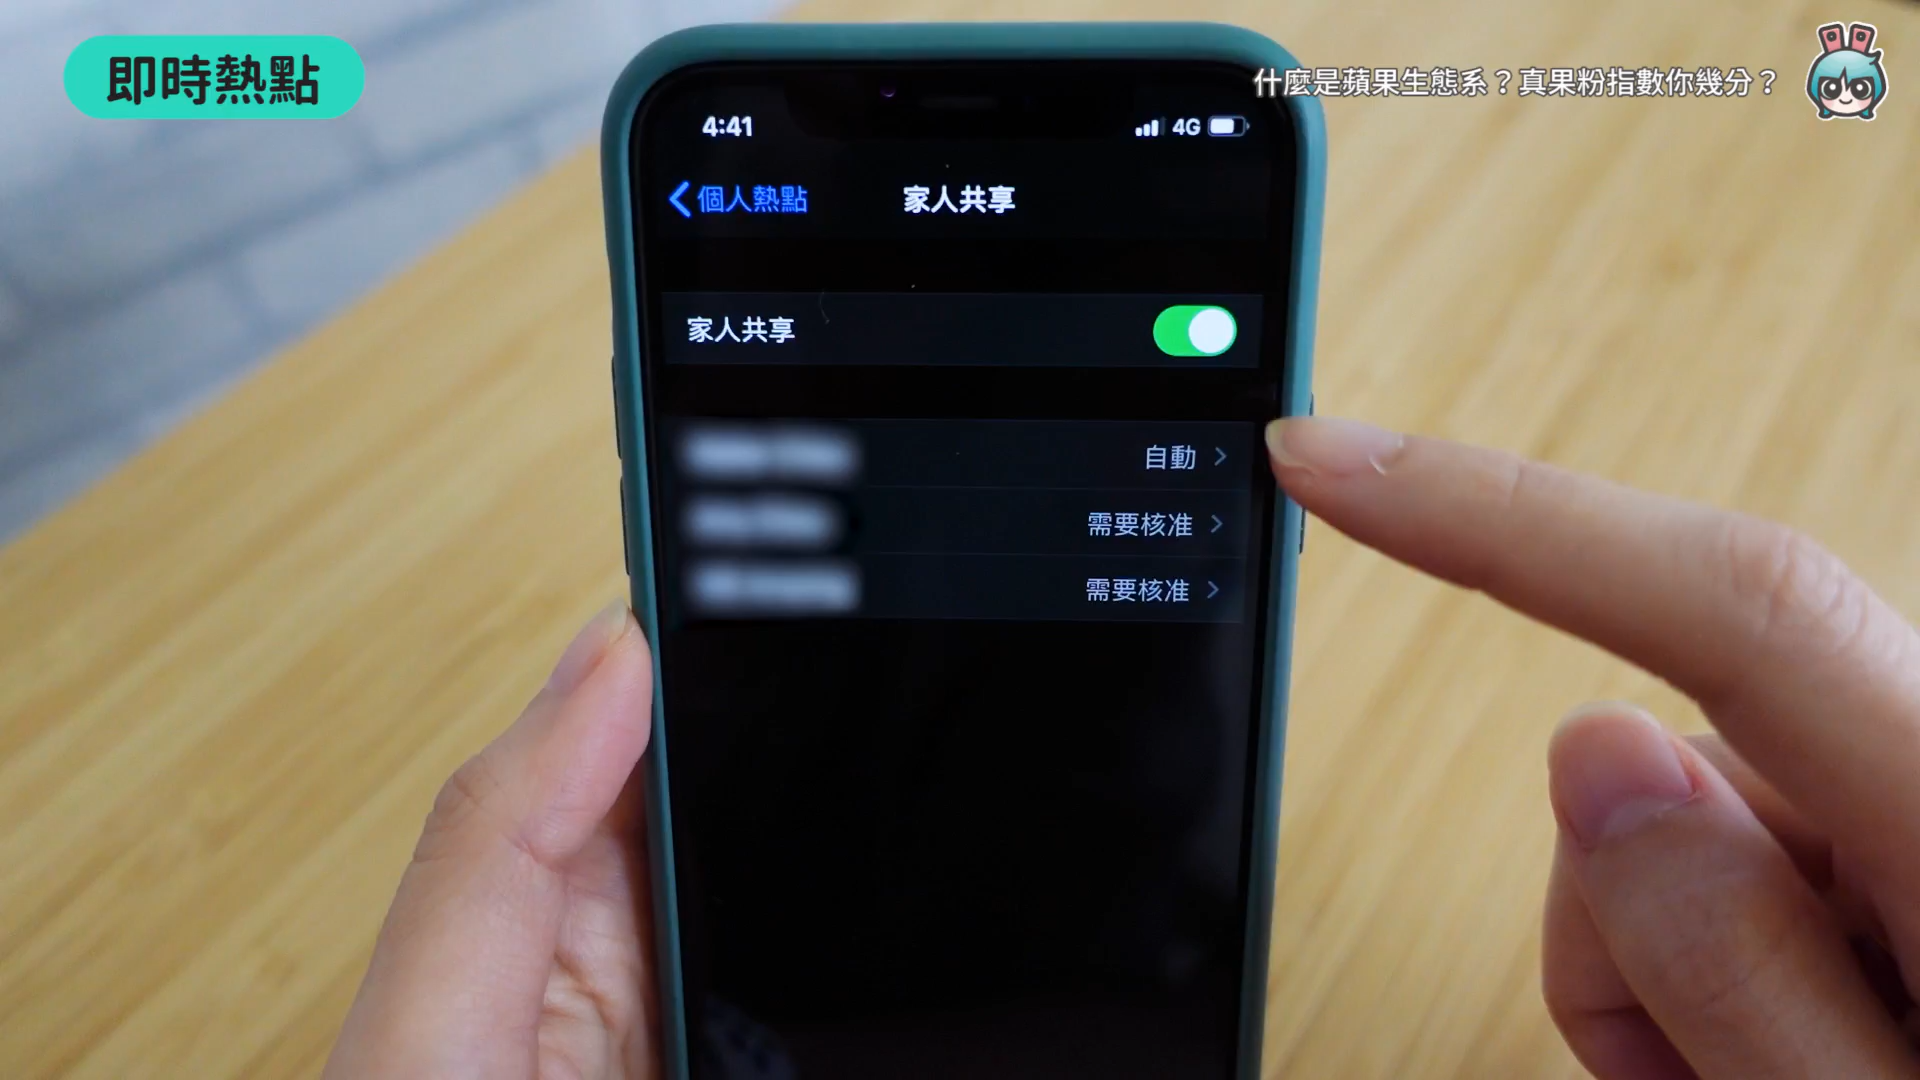 即時熱點
什麼是蘋果生態系？真果粉指數你幾分？
4:41
4G
個人熱點
家人共享
家人共享
自動
需要核准
需要核准